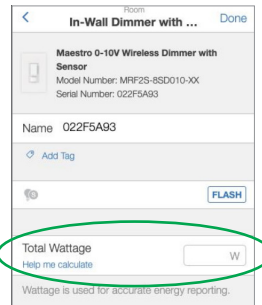 Room
In-Wall Dimmer with ...
Done
Maestro 0-10V Wireless Dimmer with
Sensor
Model Number: MRF2S-8SD010-XX
Serial Number: 022F5A93
Name 022F5A93
Add Tag
FLASH
Total Wattage
W
Help me calculate
Wattage is used for accurate energy reporting.